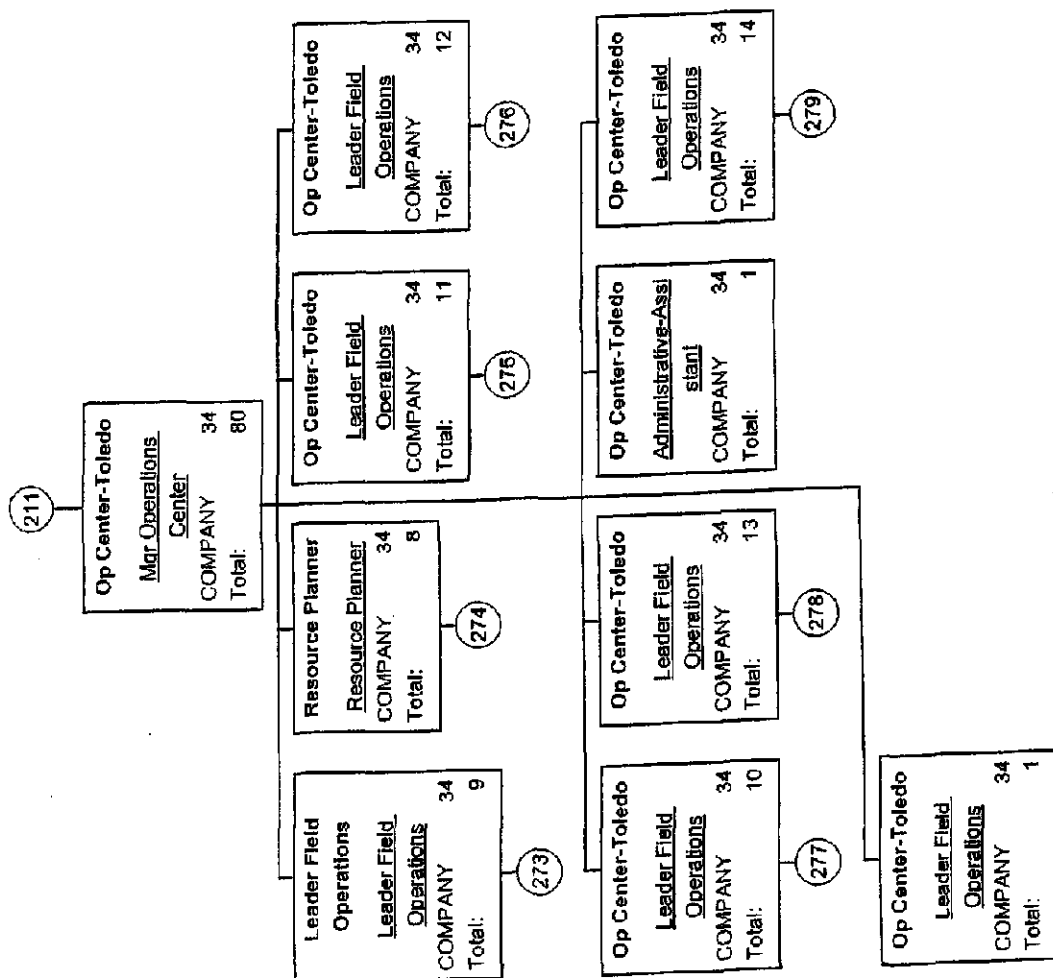 211
Op Center-Toledo
Mgr Operations
Center
COMPANY 34
Total: 80
Leader Field
Operations
Leader Field
Operations
COMPANY 34
Total: 9
273
Resource Planner
Resource Planner
COMPANY 34
Total: 8
274
Op Center-Toledo
Leader Field
Operations
COMPANY 34
Total: 11
275
Op Center-Toledo
Leader Field
Operations
COMPANY 34
Total: 12
276
Op Center-Toledo
Leader Field
Operations
COMPANY 34
Total: 10
277
Op Center-Toledo
Leader Field
Operations
COMPANY 34
Total: 13
278
Op Center-Toledo
Administrative-Assi
stant
COMPANY 34
Total: 1
Op Center-Toledo
Leader Field
Operations
COMPANY 34
Total: 14
279
Op Center-Toledo
Leader Field
Operations
COMPANY 34
Total: 1